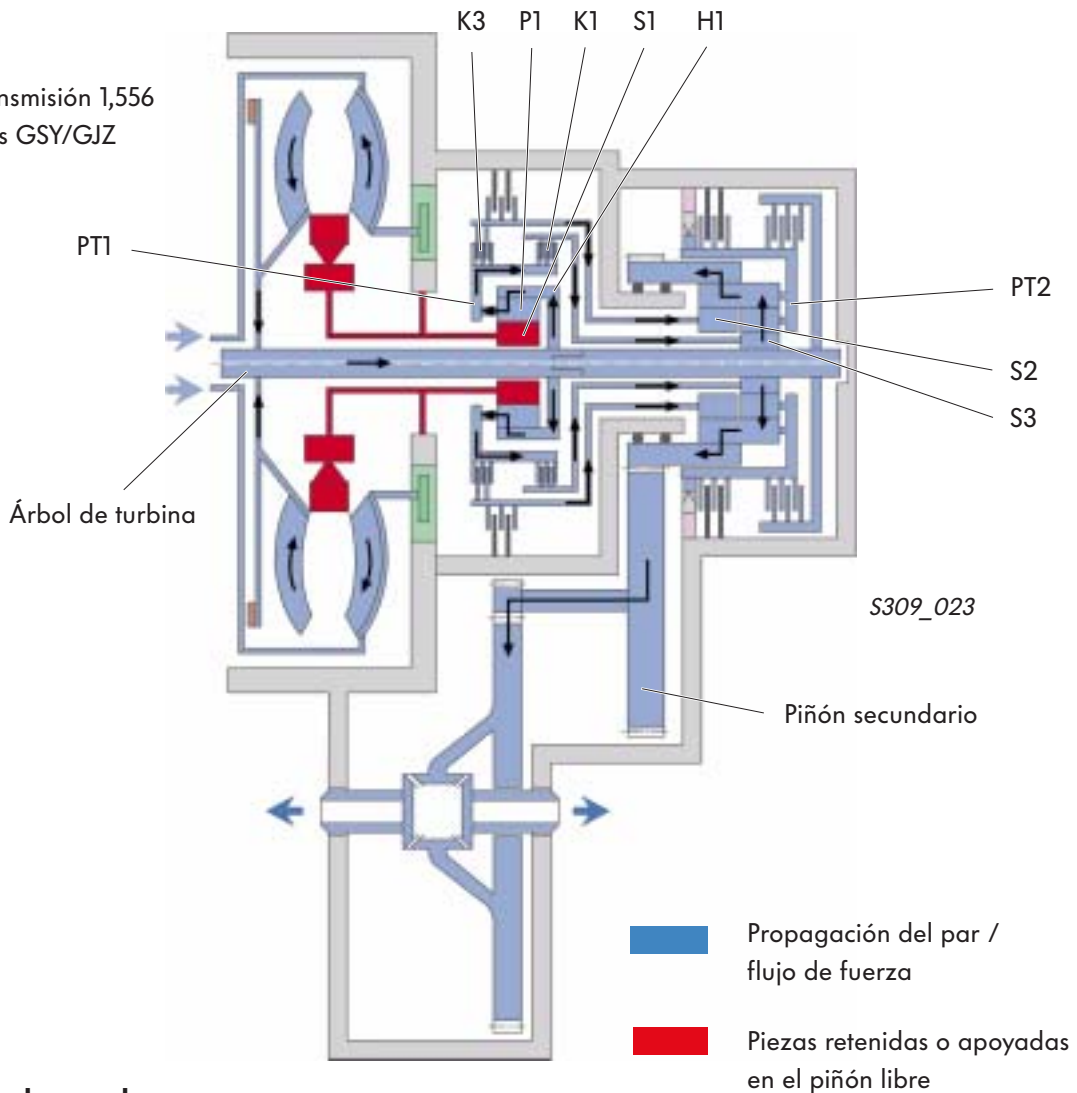 K3 P1 K1 S1 H1
nsmisión 1,556
s GSY/GJZ
PT1
PT2
S2
S3
Árbol de turbina
S309_023
Piñón secundario
Propagación del par /
flujo de fuerza
Piezas retenidas o apoyadas
en el piñón libre